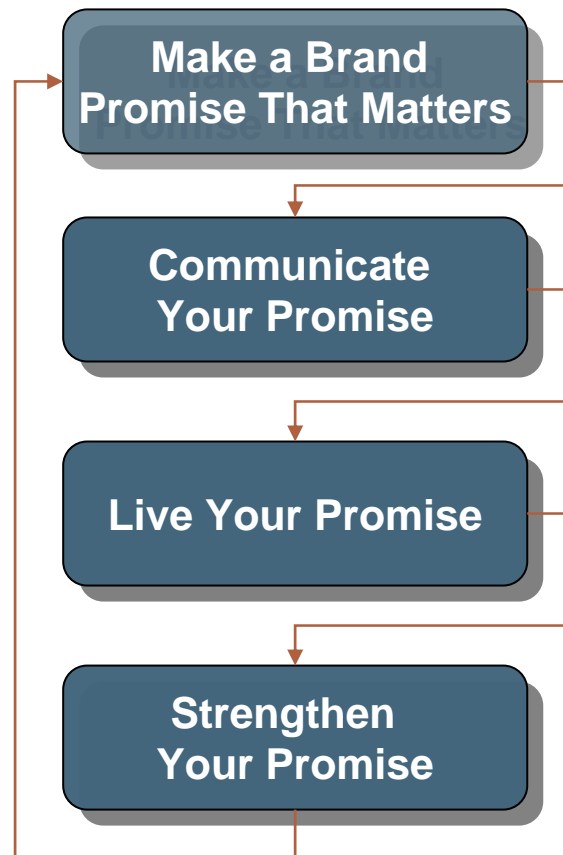 Make a Brand
Promise That Matters
Communicate
Your Promise
Live Your Promise
Strengthen
Your Promise